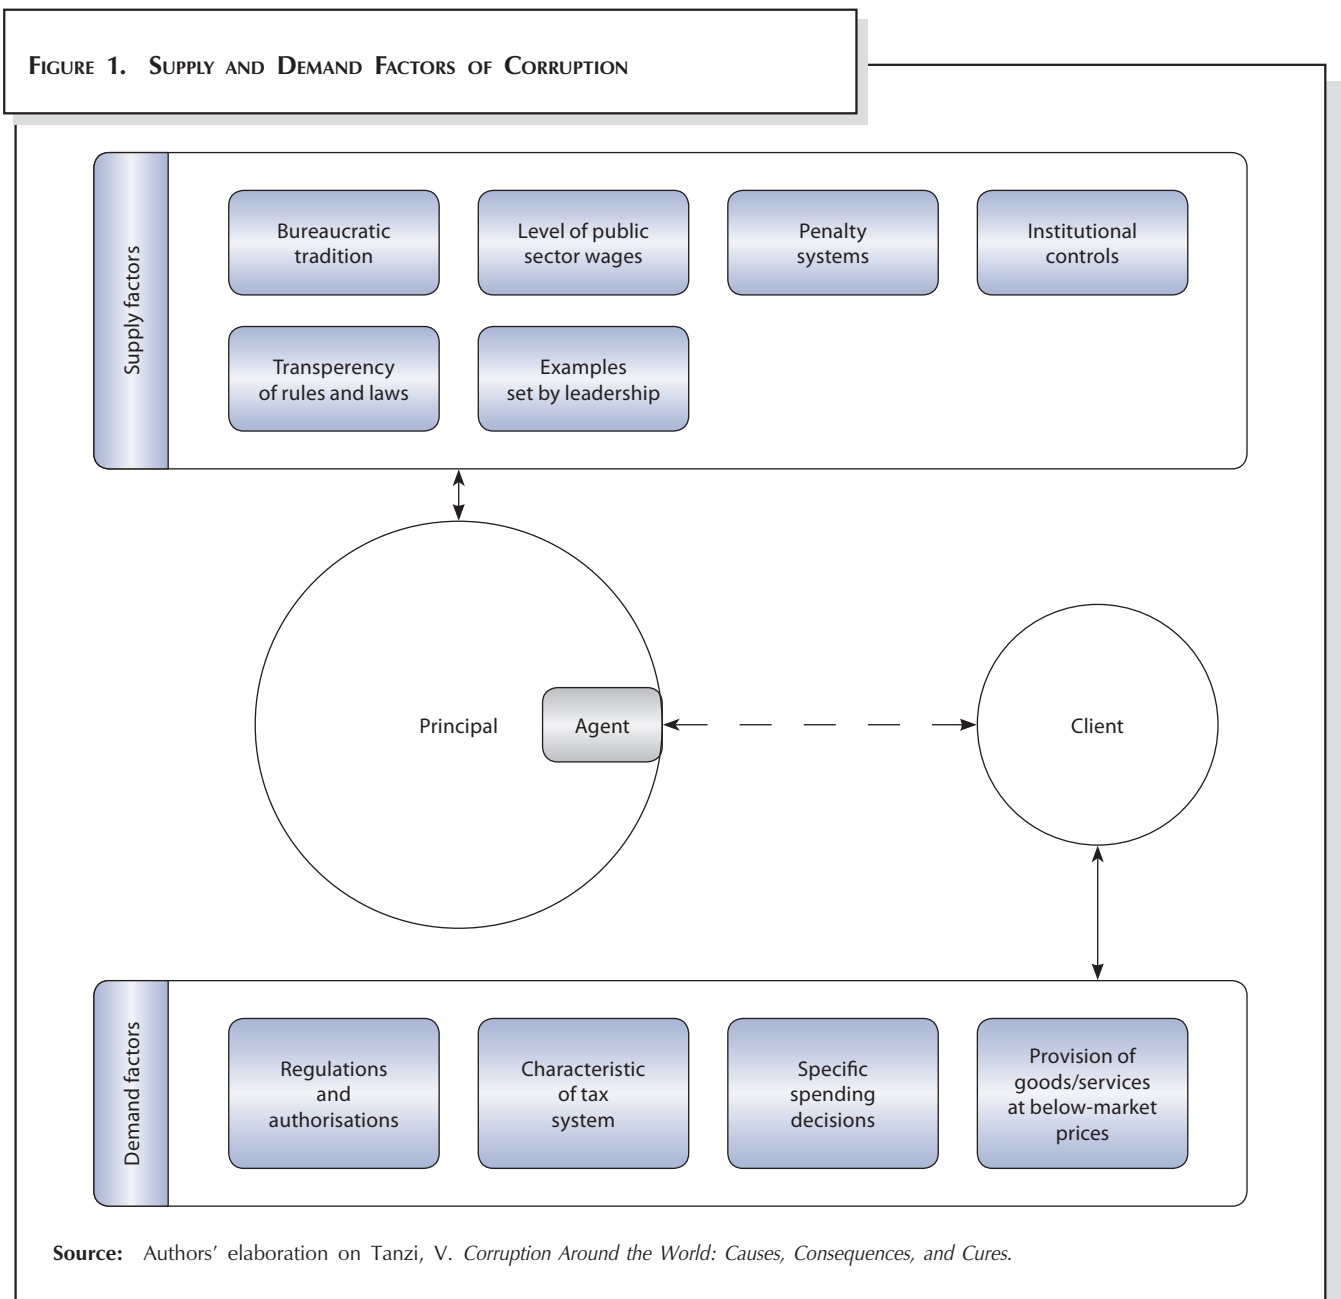 FIGURE 1. SUPPLY AND DEMAND FACTORS OF CORRUPTION
Supply factors
Bureaucratic
tradition
Level of public
sector wages
Penalty
systems
Institutional
controls
Transperency
of rules and laws
Examples
set by leadership
Principal
Agent
Client
Demand factors
Regulations
and
authorisations
Characteristic
of tax
system
Specific
spending
decisions
Provision of
goods/services
at below-market
prices
Source: Authors' elaboration on Tanzi, V. Corruption Around the World: Causes, Consequences, and Cures.